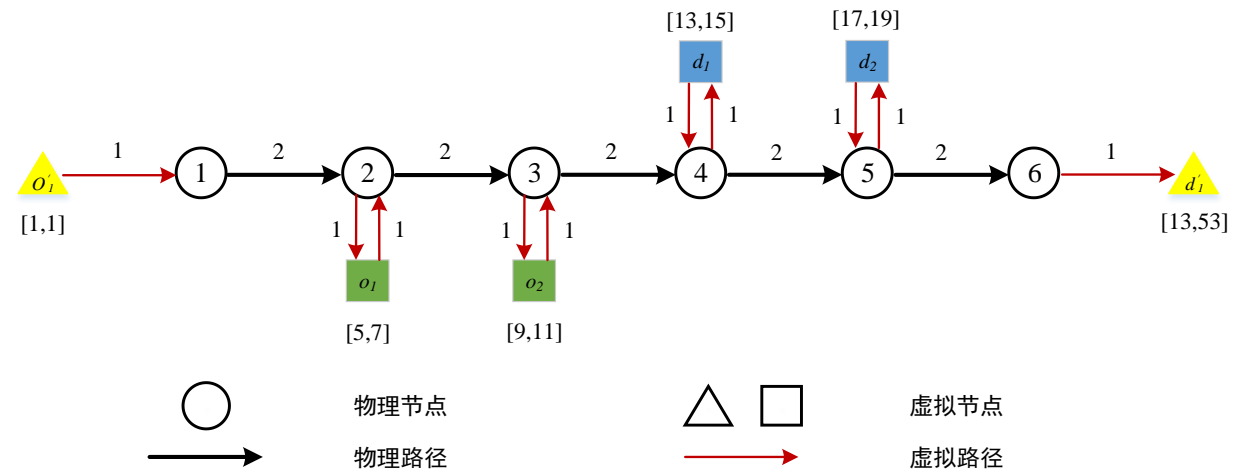 [13,15] [17,19]
d₁ d₂
1 1 1 1
1 2 2 2 2 2 1
O'₁ 1 2 3 4 5 6 d'₁
[1,1] [13,53]
1 1 1 1
o₁ o₂
[5,7] [9,11]
物理节点 虚拟节点
物理路径 虚拟路径